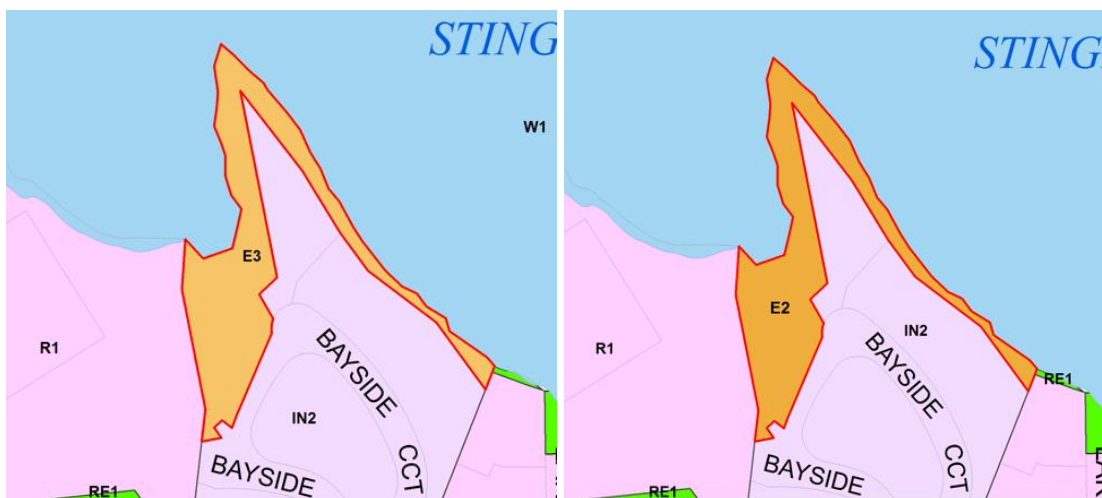 STING
W1
E3
R1
BAYSIDE
CCT
IN2
BAYSIDE
RE1
STING
E2
IN2
R1
BAYSIDE
CCT
RE1
BAYSIDE
RE1